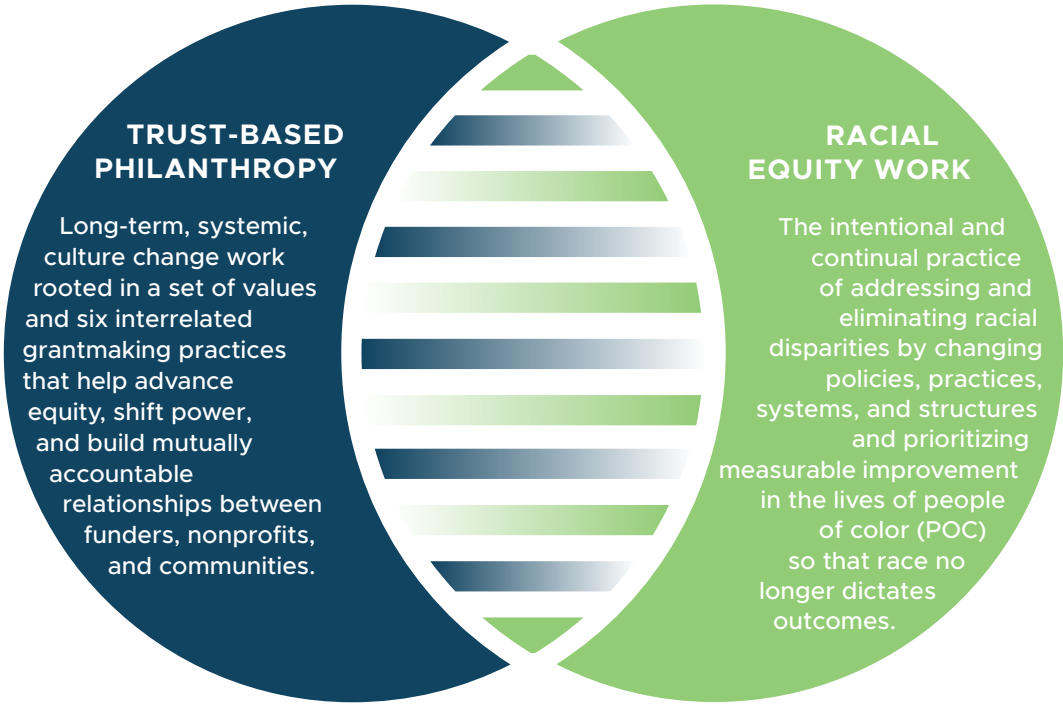 TRUST-BASED
PHILANTHROPY
Long-term, systemic,
culture change work
rooted in a set of values
and six interrelated
grantmaking practices
that help advance
equity, shift power,
and build mutually
accountable
relationships between
funders, nonprofits,
and communities.
RACIAL
EQUITY WORK
The intentional and
continual practice
of addressing and
eliminating racial
disparities by changing
policies, practices,
systems, and structures
and prioritizing
measurable improvement
in the lives of people
of color (POC)
so that race no
longer dictates
outcomes.